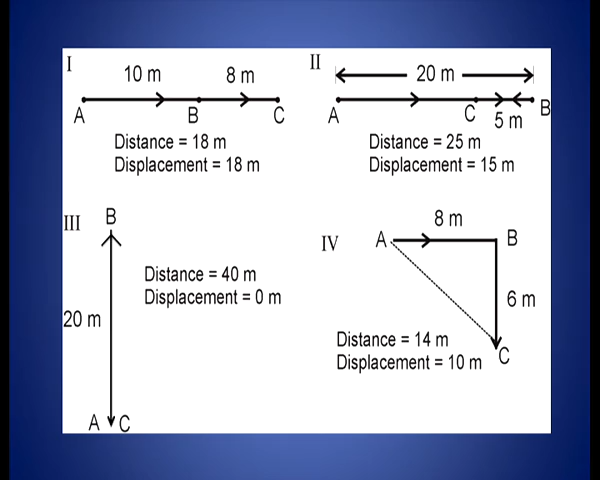 I
10 m 8 m
A B C
Distance = 18 m
Displacement = 18 m
II
20 m
A C 5 m B
Distance = 25 m
Displacement = 15 m
III B
20 m
Distance = 40 m
Displacement = 0 m
A C
IV
8 m
A B
6 m
C
Distance = 14 m
Displacement = 10 m